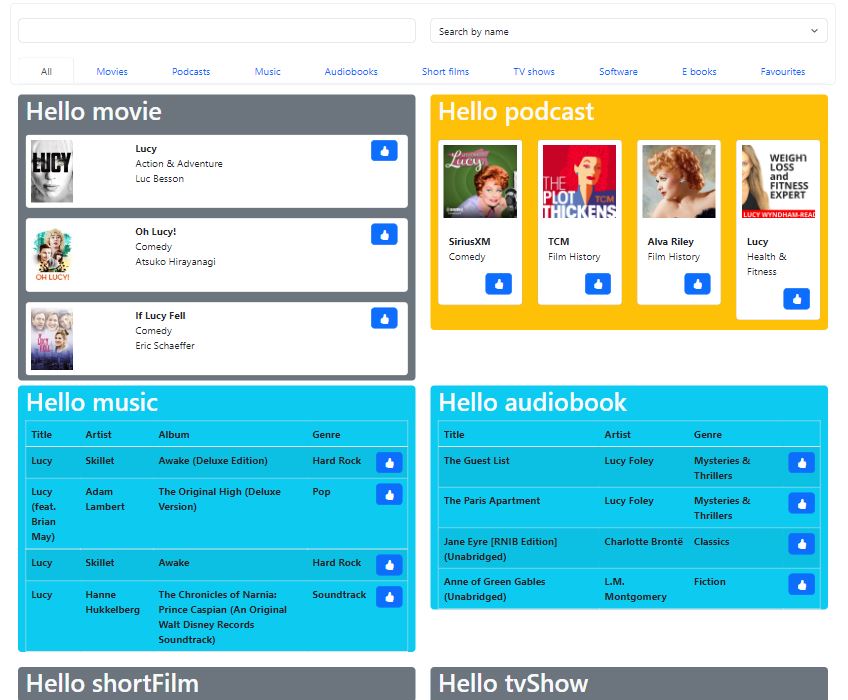 Search by name
All Movies Podcasts Music Audiobooks Short films TV shows Software E books Favourites
Hello movie
LUCY
Lucy
Action & Adventure
Luc Besson
OH LUCY!
Oh Lucy!
Comedy
Atsuko Hirayanagi
If Lucy Fell
Comedy
Eric Schaeffer
Hello podcast
Lucy
SiriusXM
Comedy
THE
PLOT
TCM
THICKENS
TCM
Film History
Alva Riley
Film History
WEIGHT
LOSS
and
FITNESS
EXPERT
LUCY WYNDHAM-READ
Lucy
Health &
Fitness
Hello music
Title Artist Album Genre
Lucy Skillet Awake (Deluxe Edition) Hard Rock
Lucy Adam The Original High (Deluxe Pop
(feat. Lambert Version)
Brian
May)
Lucy Skillet Awake Hard Rock
Lucy Hanne The Chronicles of Narnia: Soundtrack
Hukkelberg Prince Caspian (An Original
Walt Disney Records
Soundtrack)
Hello audiobook
Title Artist Genre
The Guest List Lucy Foley Mysteries &
Thrillers
The Paris Apartment Lucy Foley Mysteries &
Thrillers
Jane Eyre [RNIB Edition] Charlotte Brontë Classics
(Unabridged)
Anne of Green Gables L.M. Fiction
(Unabridged) Montgomery
Hello shortFilm
Hello tvShow